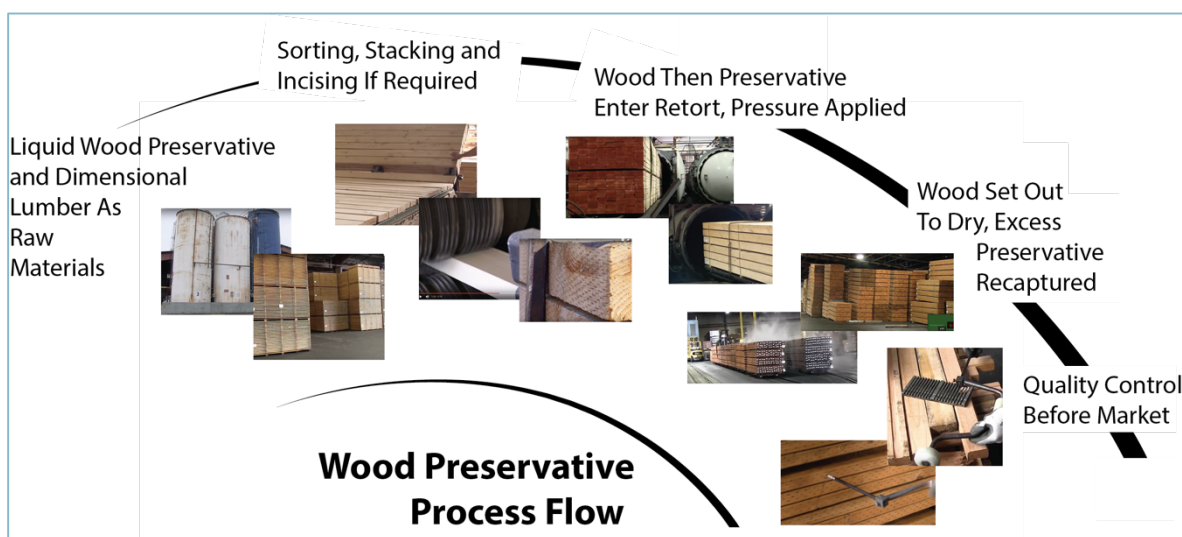 Sorting, Stacking and
Incising If Required
Wood Then Preservative
Enter Retort, Pressure Applied
Liquid Wood Preservative
and Dimensional
Lumber As
Raw
Materials
Wood Set Out
To Dry, Excess
Preservative
Recaptured
Quality Control
Before Market
Wood Preservative
Process Flow